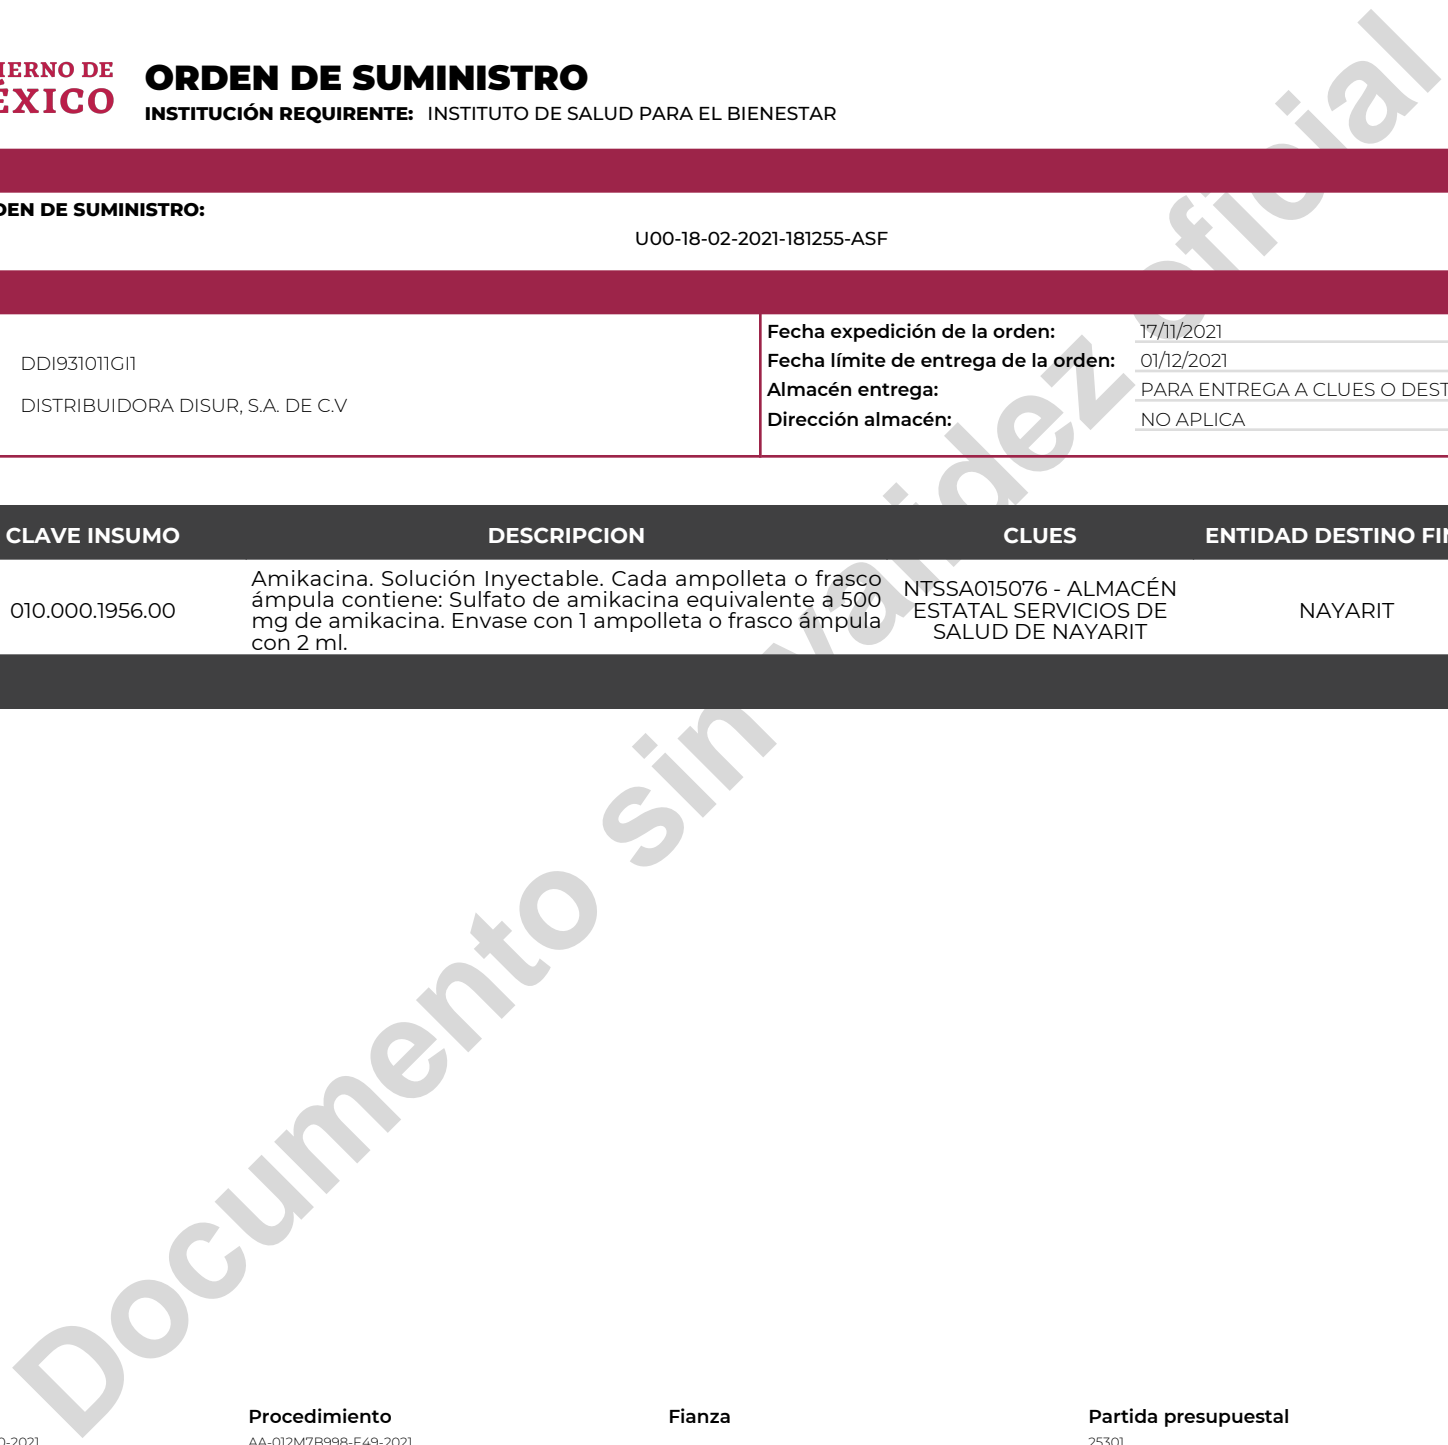 IERNO DE
ÉXICO
ORDEN DE SUMINISTRO
INSTITUCIÓN REQUIRENTE: INSTITUTO DE SALUD PARA EL BIENESTAR
DEN DE SUMINISTRO:
U00-18-02-2021-181255-ASF
DDI931011GI1
DISTRIBUIDORA DISUR, S.A. DE C.V
Fecha expedición de la orden: 17/11/2021
Fecha límite de entrega de la orden: 01/12/2021
Almacén entrega: PARA ENTREGA A CLUES O DEST
Dirección almacén: NO APLICA
CLAVE INSUMO DESCRIPCION CLUES ENTIDAD DESTINO FIN
010.000.1956.00
Amikacina. Solución Inyectable. Cada ampolleta o frasco
ámpula contiene: Sulfato de amikacina equivalente a 500
mg de amikacina. Envase con 1 ampolleta o frasco ámpula
con 2 ml.
NTSSA015076 - ALMACÉN
ESTATAL SERVICIOS DE
SALUD DE NAYARIT
NAYARIT
Documento sin validez oficial
Procedimiento Fianza Partida presupuestal
0-2021 AA-012M7B998-E49-2021 25301